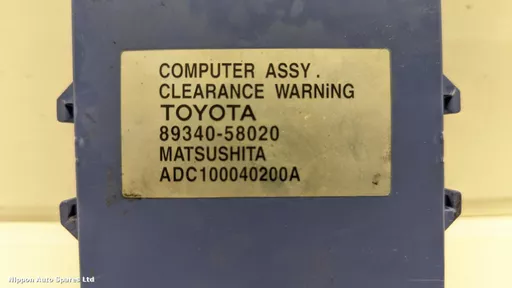 COMPUTER ASSY.
CLEARANCE WARNiNG
TOYOTA
89340-58020
MATSUSHITA
ADC100040200A
Nippon Auto Spares Ltd